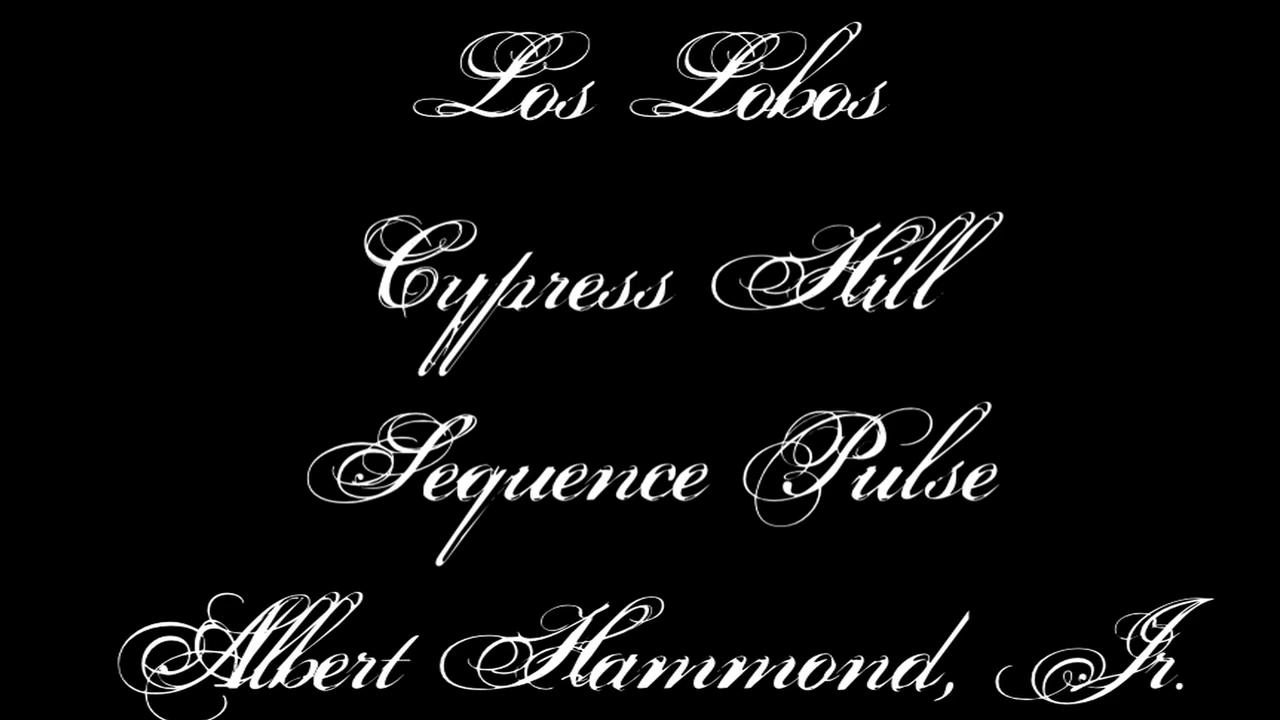 Los Lobos
Cypress Hill
Sequence Pulse
Albert Hammond, Jr.